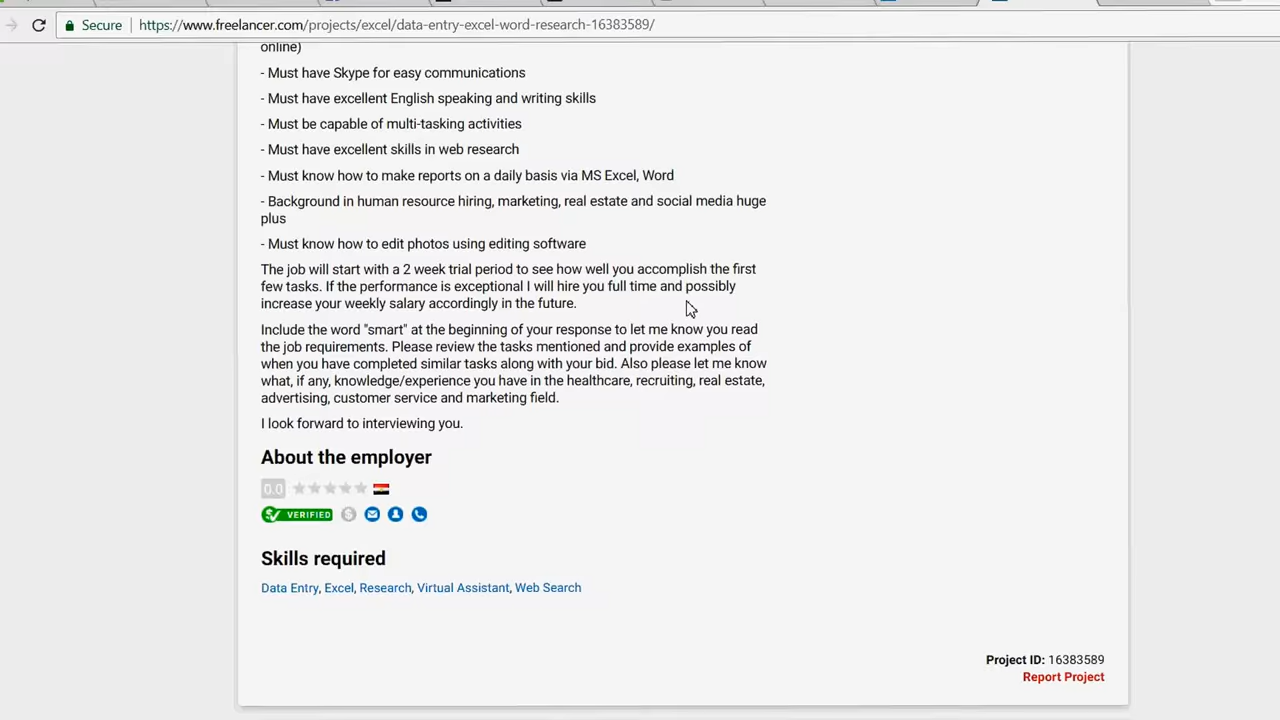 Secure | https://www.freelancer.com/projects/excel/data-entry-excel-word-research-16383589/
online)
- Must have Skype for easy communications
- Must have excellent English speaking and writing skills
- Must be capable of multi-tasking activities
- Must have excellent skills in web research
- Must know how to make reports on a daily basis via MS Excel, Word
- Background in human resource hiring, marketing, real estate and social media huge
plus
- Must know how to edit photos using editing software
The job will start with a 2 week trial period to see how well you accomplish the first
few tasks. If the performance is exceptional I will hire you full time and possibly
increase your weekly salary accordingly in the future.
Include the word "smart" at the beginning of your response to let me know you read
the job requirements. Please review the tasks mentioned and provide examples of
when you have completed similar tasks along with your bid. Also please let me know
what, if any, knowledge/experience you have in the healthcare, recruiting, real estate,
advertising, customer service and marketing field.
I look forward to interviewing you.
About the employer
0.0
VERIFIED
Skills required
Data Entry, Excel, Research, Virtual Assistant, Web Search
Project ID: 16383589
Report Project